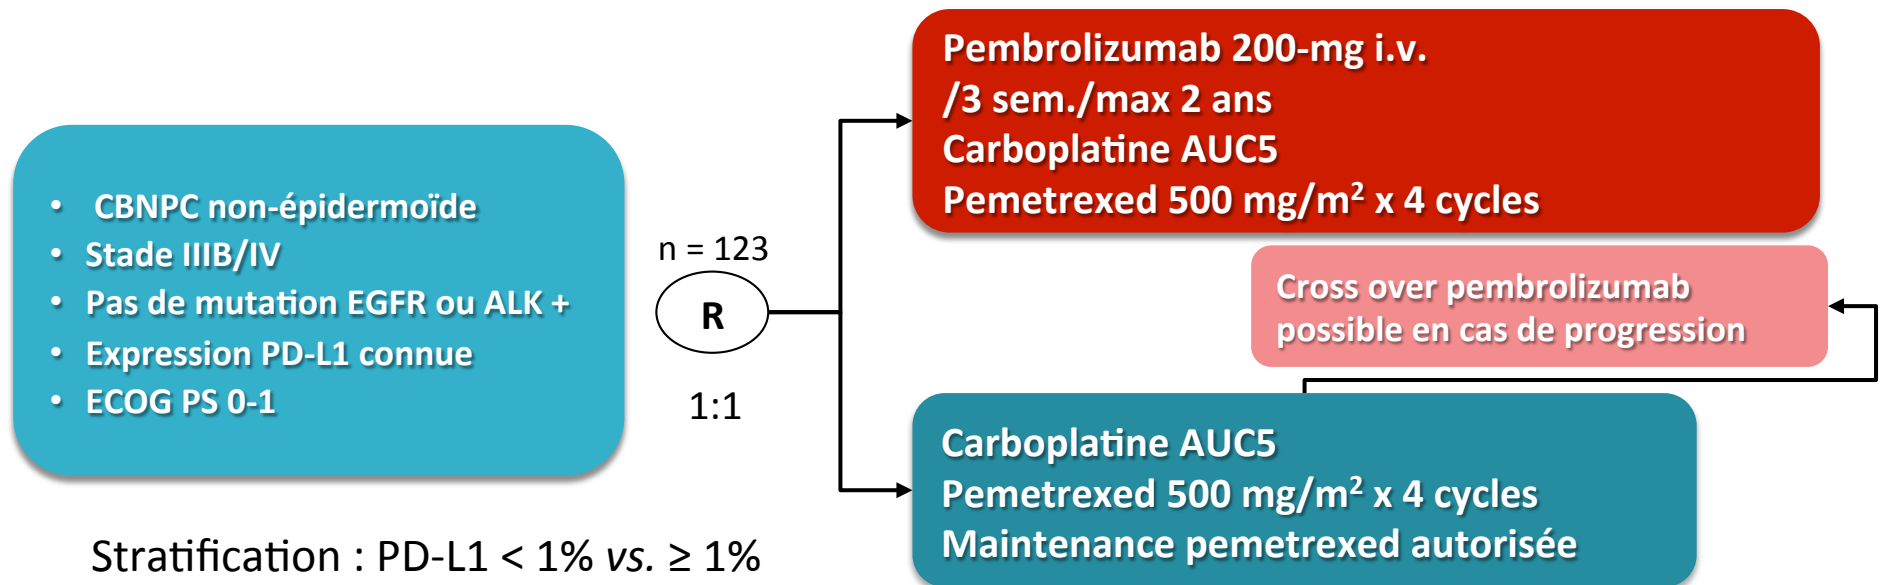 • CBNPC non-épidermoïde
• Stade IIIB/IV
• Pas de mutation EGFR ou ALK +
• Expression PD-L1 connue
• ECOG PS 0-1
n = 123
R
1:1
Pembrolizumab 200-mg i.v.
/3 sem./max 2 ans
Carboplatine AUC5
Pemetrexed 500 mg/m² x 4 cycles
Cross over pembrolizumab
possible en cas de progression
Carboplatine AUC5
Pemetrexed 500 mg/m² x 4 cycles
Maintenance pemetrexed autorisée
Stratification : PD-L1 < 1% vs. ≥ 1%